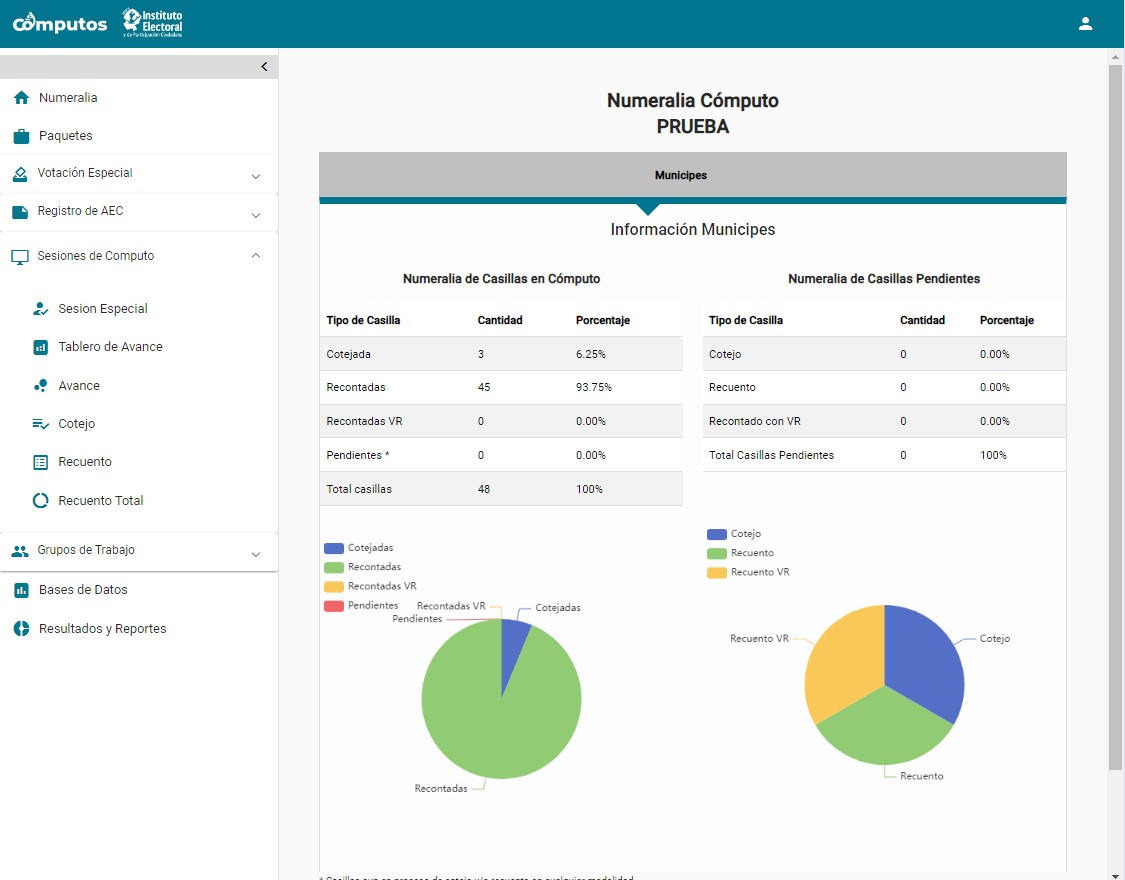 Cómputos
Instituto
Electoral
y de Participación Ciudadana
Numeralia
Paquetes
Votación Especial
Registro de AEC
Sesiones de Computo
Sesion Especial
Tablero de Avance
Avance
Cotejo
Recuento
Recuento Total
Grupos de Trabajo
Bases de Datos
Resultados y Reportes
Numeralia Cómputo
PRUEBA
Municipes
Información Municipes
Numeralia de Casillas en Cómputo
Tipo de Casilla Cantidad Porcentaje
Cotejada 3 6.25%
Recontadas 45 93.75%
Recontadas VR 0 0.00%
Pendientes * 0 0.00%
Total casillas 48 100%
Numeralia de Casillas Pendientes
Tipo de Casilla Cantidad Porcentaje
Cotejo 0 0.00%
Recuento 0 0.00%
Recontado con VR 0 0.00%
Total Casillas Pendientes 0 100%
Cotejadas
Recontadas
Recontadas VR
Pendientes
Recontadas VR
Cotejadas
Pendientes
Recontadas
Cotejo
Recuento
Recuento VR
Recuento VR
Cotejo
Recuento
* Casillas aun en proceso de cotejo y/o recuento en cualquier modalidad